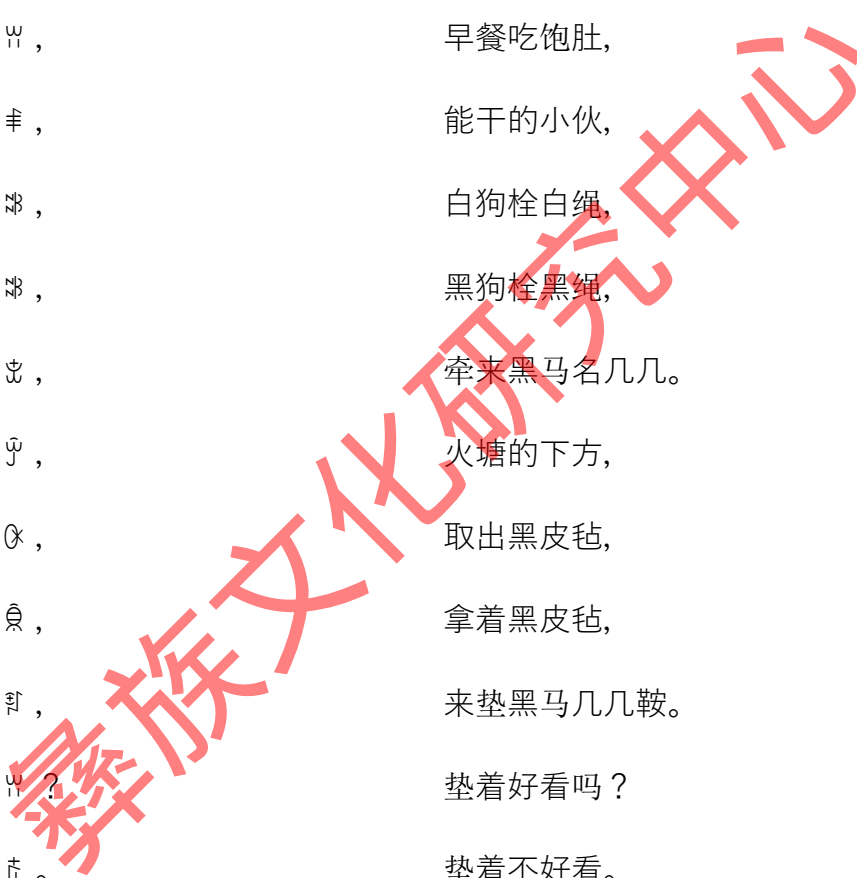 早餐吃饱肚,
能干的小伙,
白狗栓白绳,
黑狗栓黑绳,
牵来黑马名几几。
火塘的下方,
取出黑皮毡,
拿着黑皮毡,
来垫黑马几几鞍。
垫着好看吗？
垫着不好看。
彝族文化研究中心